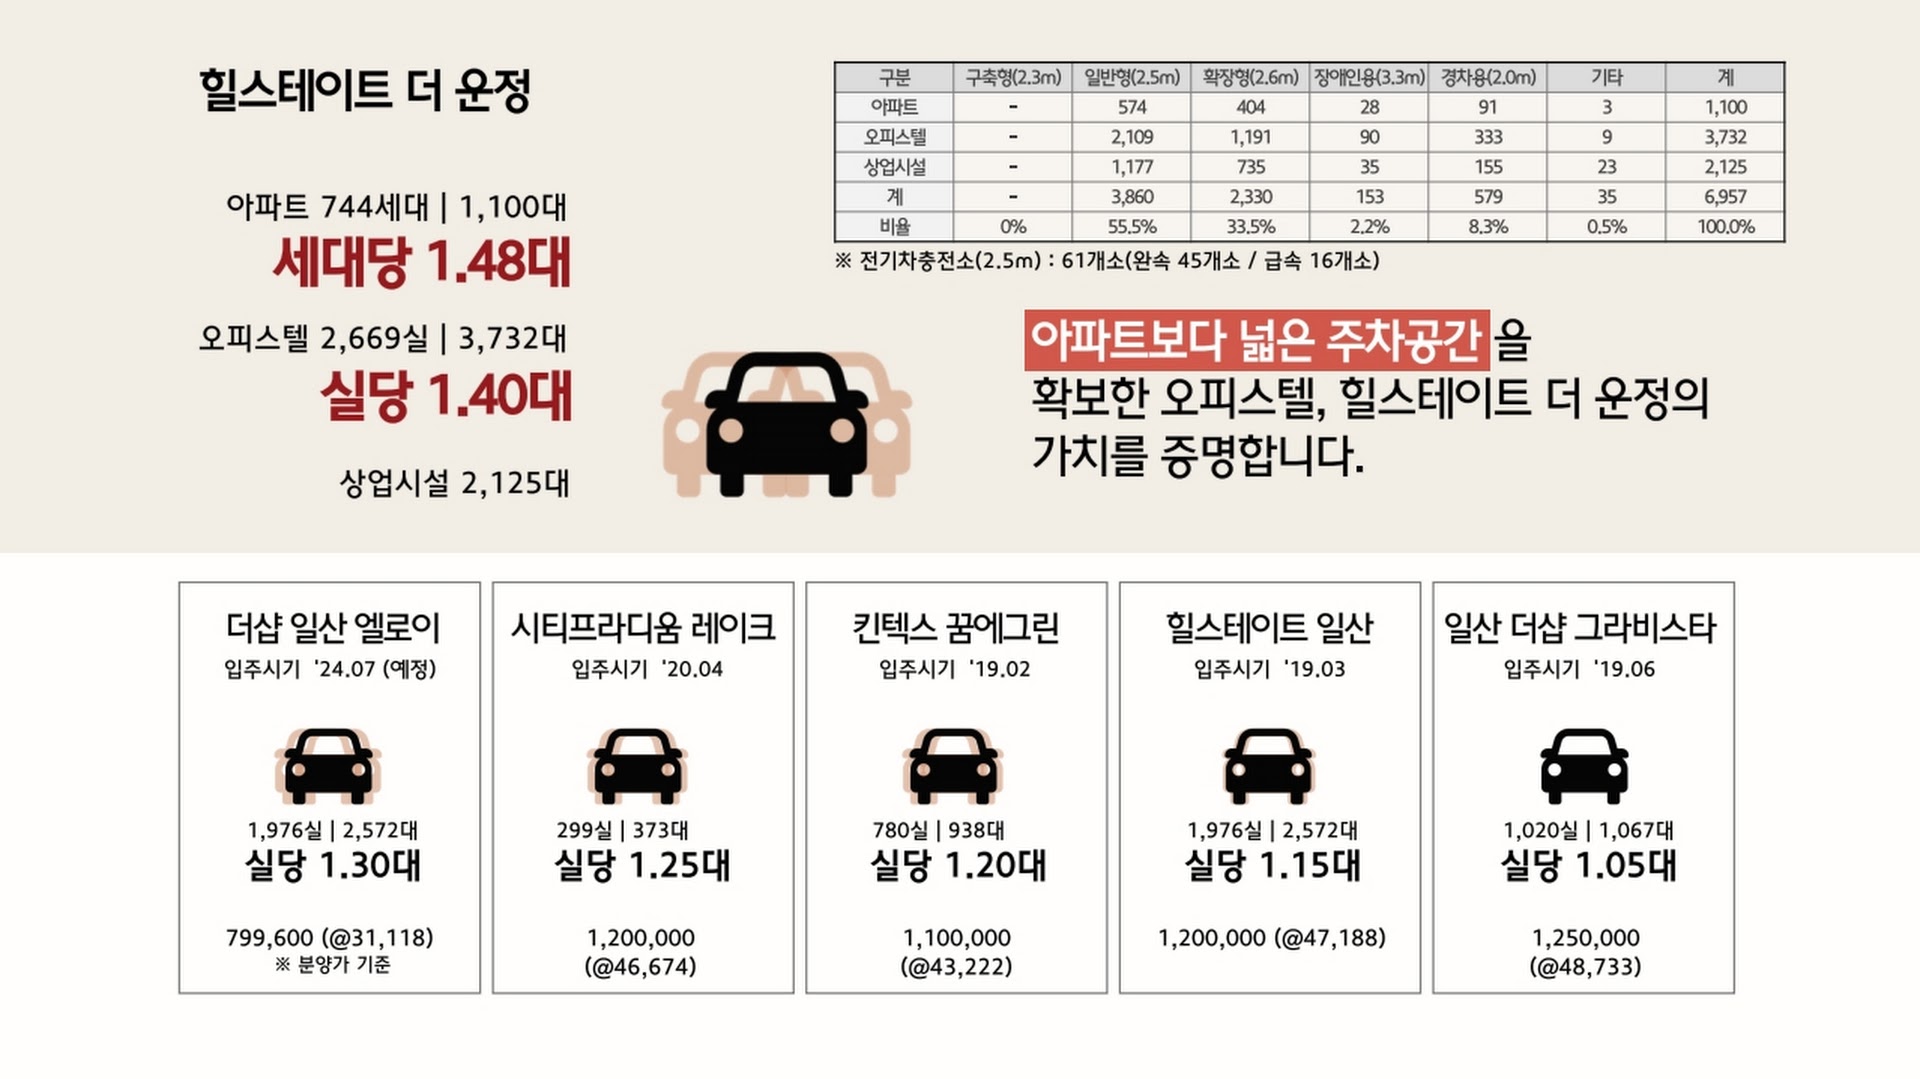 힐스테이트 더 운정
아파트 744세대 | 1,100대
세대당 1.48대
오피스텔 2,669실 | 3,732대
실당 1.40대
상업시설 2,125대
구분 구축형(2.3m) 일반형(2.5m) 확장형(2.6m) 장애인용(3.3m) 경차용(2.0m) 기타 계
아파트 - 574 404 28 91 3 1,100
오피스텔 - 2,109 1,191 90 333 9 3,732
상업시설 - 1,177 735 35 155 23 2,125
계 - 3,860 2,330 153 579 35 6,957
비율 0% 55.5% 33.5% 2.2% 8.3% 0.5% 100.0%
※ 전기차충전소(2.5m) : 61개소(완속 45개소 / 급속 16개소)
아파트보다 넓은 주차공간 을
확보한 오피스텔, 힐스테이트 더 운정의
가치를 증명합니다.
더샵 일산 엘로이
입주시기 '24.07 (예정)
1,976실 | 2,572대
실당 1.30대
799,600 (@31,118)
※ 분양가 기준
시티프라디움 레이크
입주시기 '20.04
299실 | 373대
실당 1.25대
1,200,000
(@46,674)
킨텍스 꿈에그린
입주시기 '19.02
780실 | 938대
실당 1.20대
1,100,000
(@43,222)
힐스테이트 일산
입주시기 '19.03
1,976실 | 2,572대
실당 1.15대
1,200,000 (@47,188)
일산 더샵 그라비스타
입주시기 '19.06
1,020실 | 1,067대
실당 1.05대
1,250,000
(@48,733)